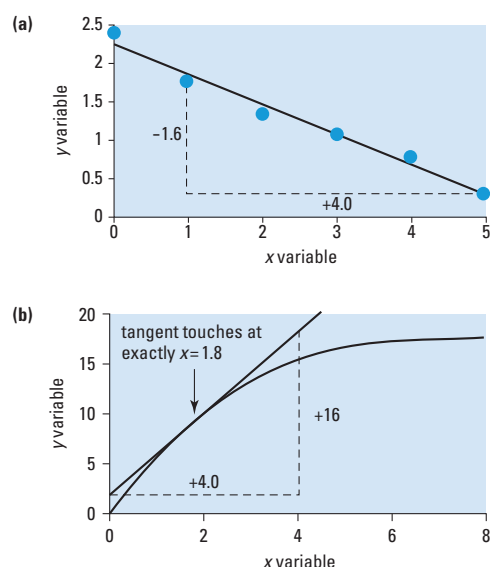 (a)
2.5
2
1.5
1
0.5
0
y variable
−1.6
+4.0
0 1 2 3 4 5
x variable
(b)
20
15
10
5
0
y variable
tangent touches at
exactly x = 1.8
+16
+4.0
0 2 4 6 8
x variable